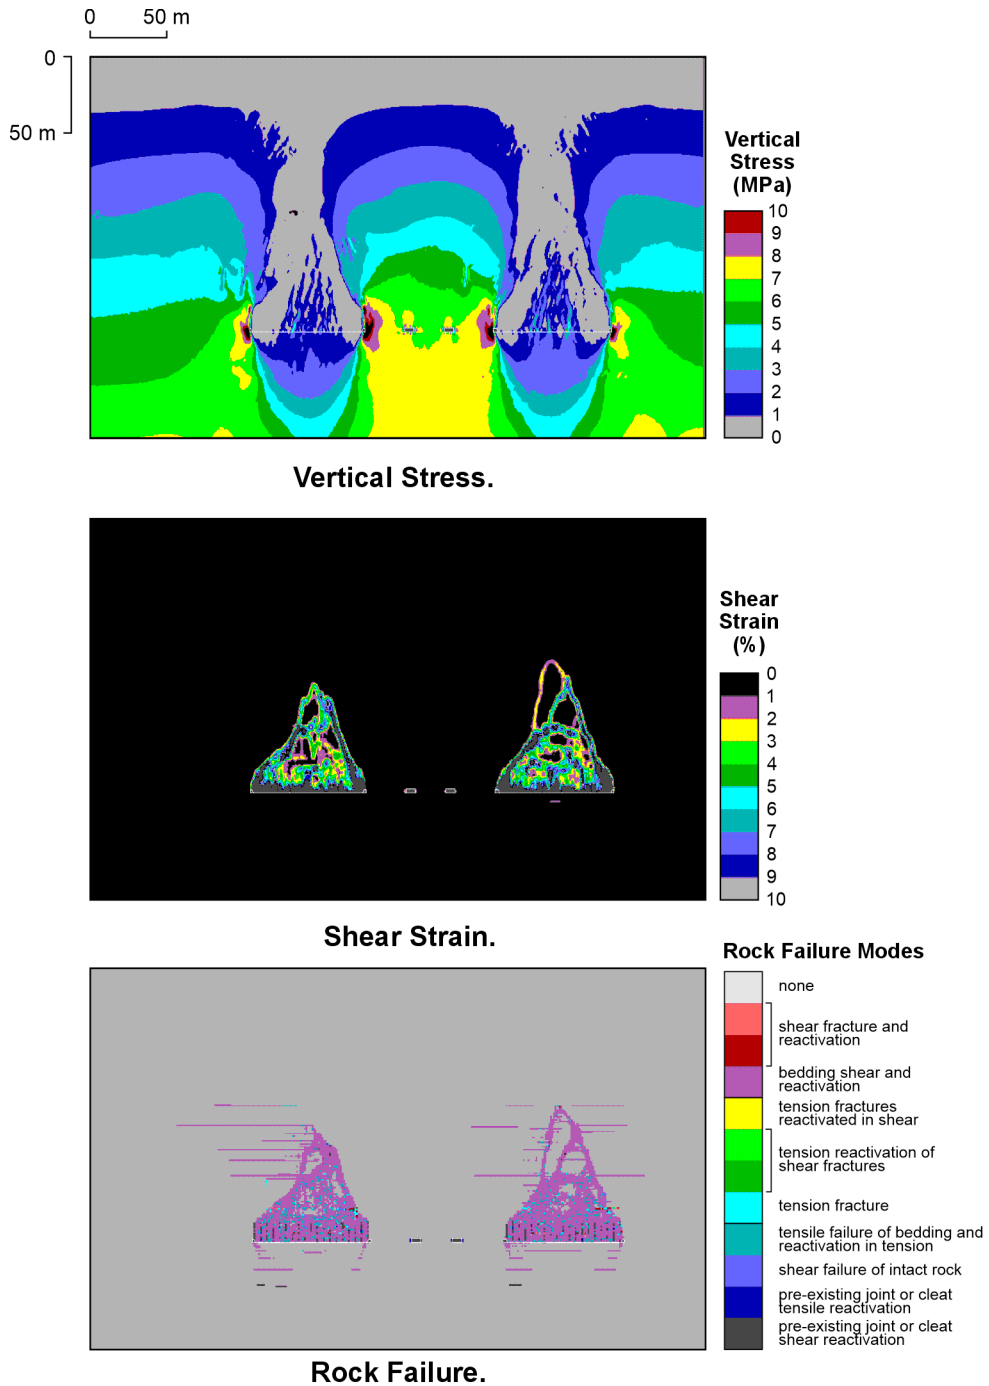 0 50 m
0
50 m
Vertical
Stress
(MPa)
10
9
8
7
6
5
4
3
2
1
0
Vertical Stress.
Shear
Strain
(%)
0
1
2
3
4
5
6
7
8
9
10
Shear Strain.
Rock Failure Modes
none
shear fracture and
reactivation
bedding shear and
reactivation
tension fractures
reactivated in shear
tension reactivation of
shear fractures
tension fracture
tensile failure of bedding and
reactivation in tension
shear failure of intact rock
pre-existing joint or cleat
tensile reactivation
pre-existing joint or cleat
shear reactivation
Rock Failure.